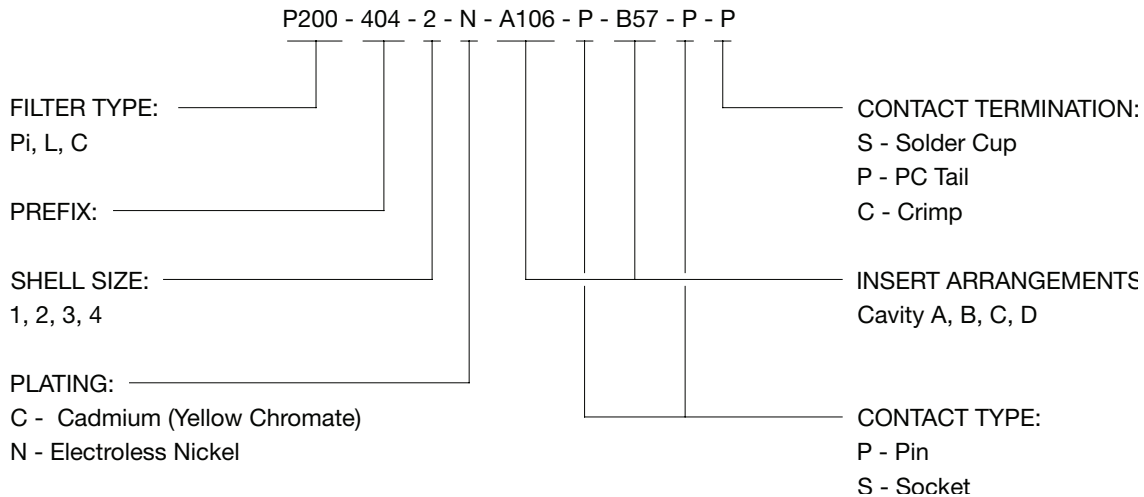 P200 - 404 - 2 - N - A106 - P - B57 - P - P
FILTER TYPE:
Pi, L, C
PREFIX:
SHELL SIZE:
1, 2, 3, 4
PLATING:
C - Cadmium (Yellow Chromate)
N - Electroless Nickel
CONTACT TERMINATION:
S - Solder Cup
P - PC Tail
C - Crimp
INSERT ARRANGEMENTS
Cavity A, B, C, D
CONTACT TYPE:
P - Pin
S - Socket